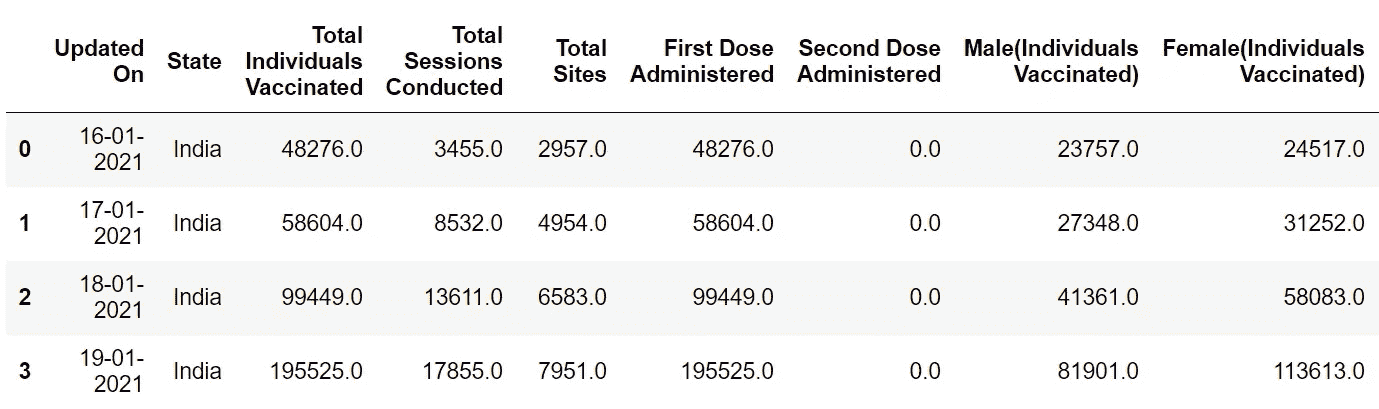 Updated On State Total Individuals Vaccinated Total Sessions Conducted Total Sites First Dose Administered Second Dose Administered Male(Individuals Vaccinated) Female(Individuals Vaccinated)
0 16-01-2021 India 48276.0 3455.0 2957.0 48276.0 0.0 23757.0 24517.0
1 17-01-2021 India 58604.0 8532.0 4954.0 58604.0 0.0 27348.0 31252.0
2 18-01-2021 India 99449.0 13611.0 6583.0 99449.0 0.0 41361.0 58083.0
3 19-01-2021 India 195525.0 17855.0 7951.0 195525.0 0.0 81901.0 113613.0